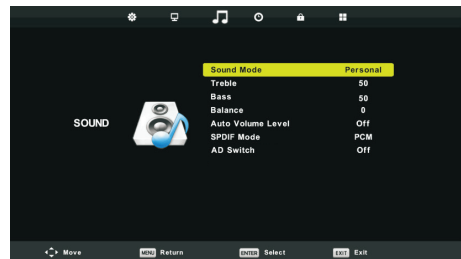 Sound Mode Personal
Treble 50
Bass 50
Balance 0
SOUND
Auto Volume Level Off
SPDIF Mode PCM
AD Switch Off
Move MENU Return ENTER Select EXIT Exit